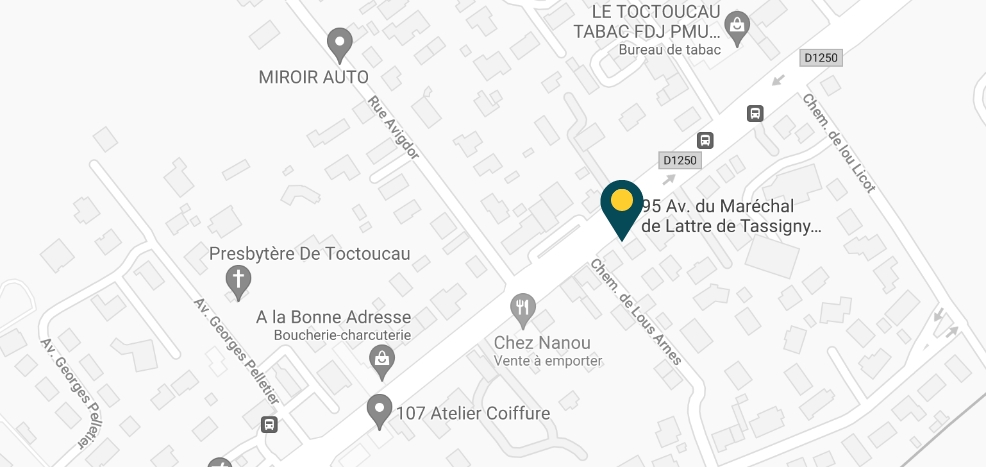 LE TOCTOUCAU
TABAC FDJ PMU...
Bureau de tabac
D1250
MIROIR AUTO
Rue Avigdor
Chem. de lou Licot
D1250
95 Av. du Maréchal
de Lattre de Tassigny...
Presbytère De Toctoucau
Chem. de Lous Arnes
A la Bonne Adresse
Boucherie-charcuterie
Av. Georges Pelletier
Chez Nanou
Vente à emporter
Av. Georges Pelletier
107 Atelier Coiffure